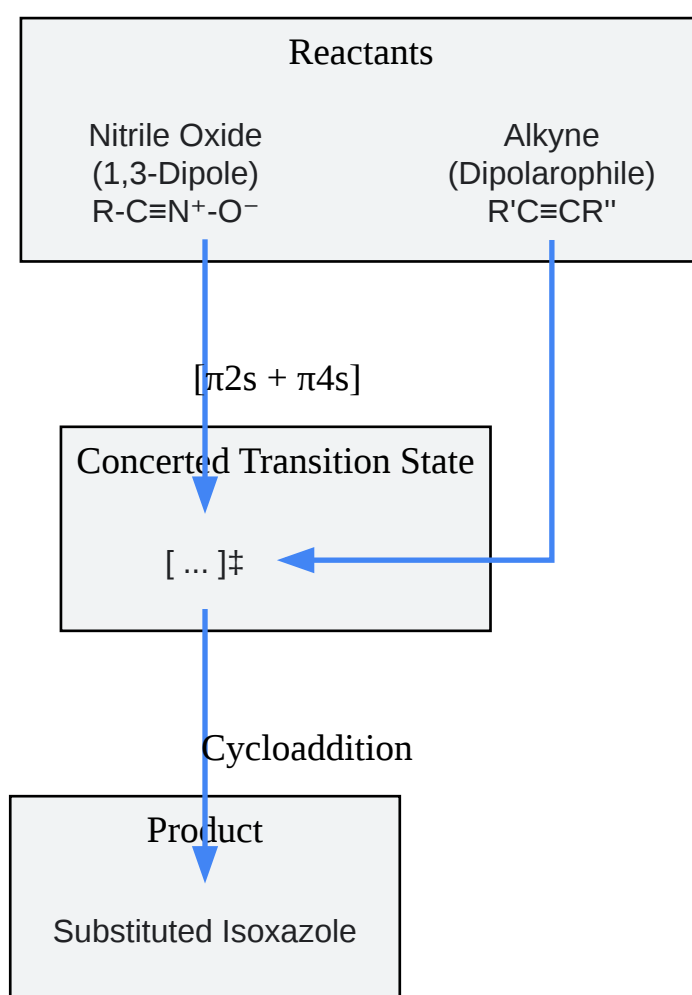 Reactants
Nitrile Oxide
(1,3-Dipole)
R-C≡N⁺-O⁻
Alkyne
(Dipolarophile)
R'C≡CR''
[π2s + π4s]
Concerted Transition State
[ ... ]‡
Cycloaddition
Product
Substituted Isoxazole